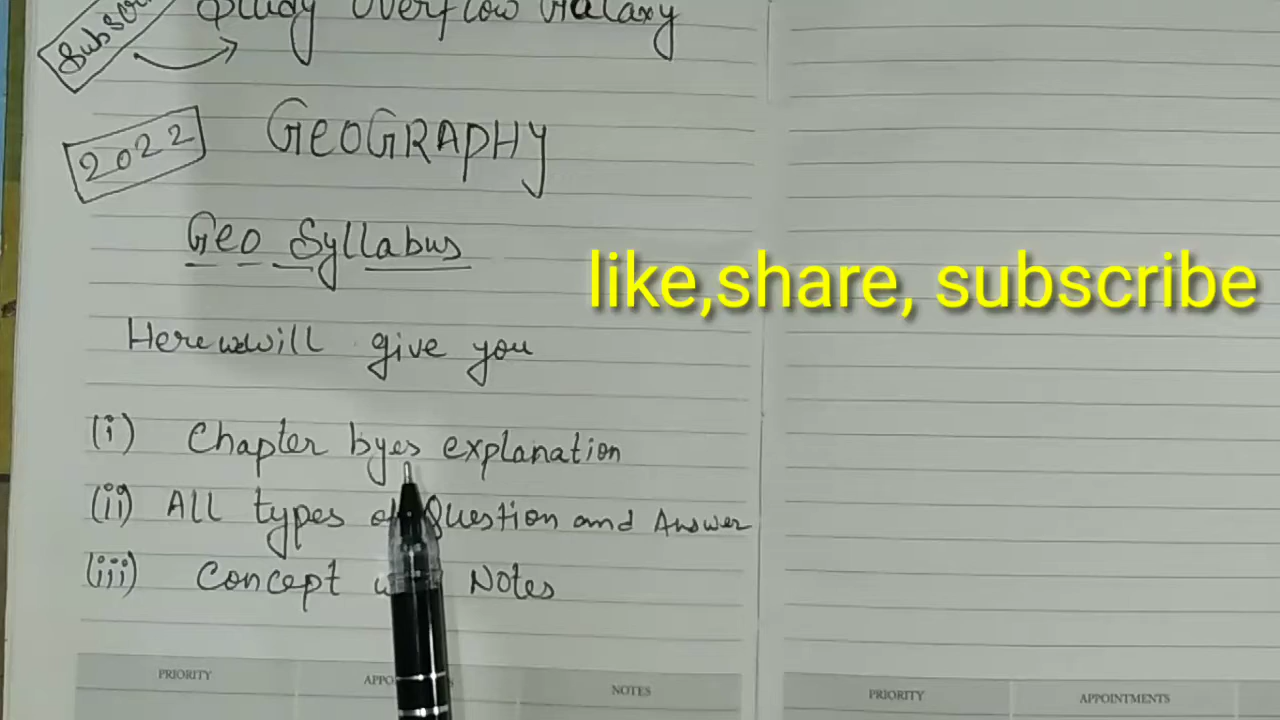 Study Overflow Galaxy
2022
GEOGRAPHY
Geo Syllabus
like,share, subscribe
Here will give you
(i) Chapter byes explanation
(ii) ALL types of Question and Answer
(iii) Concept Notes
PRIORITY NOTES
PRIORITY APPOINTMENTS